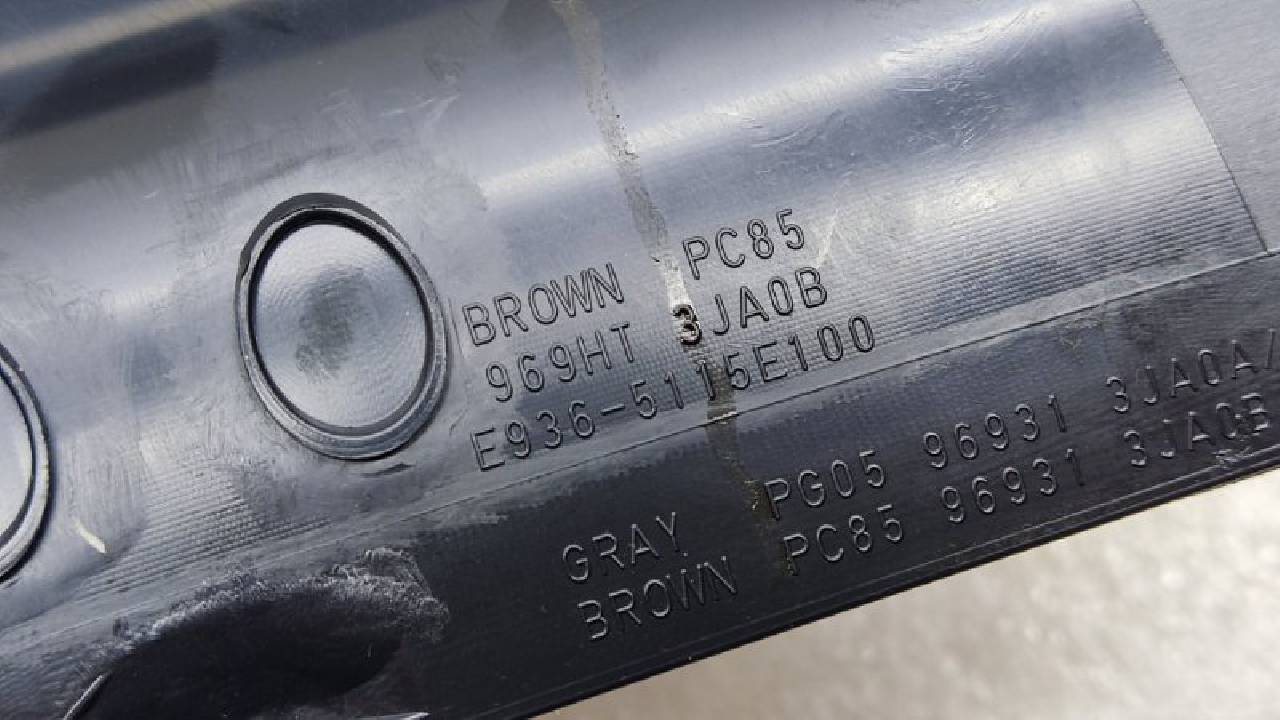 BROWN PC85
969HT 3JA0B
E936-5115E100
GRAY PG05 96931 3JA0A/
BROWN PC85 96931 3JA0B